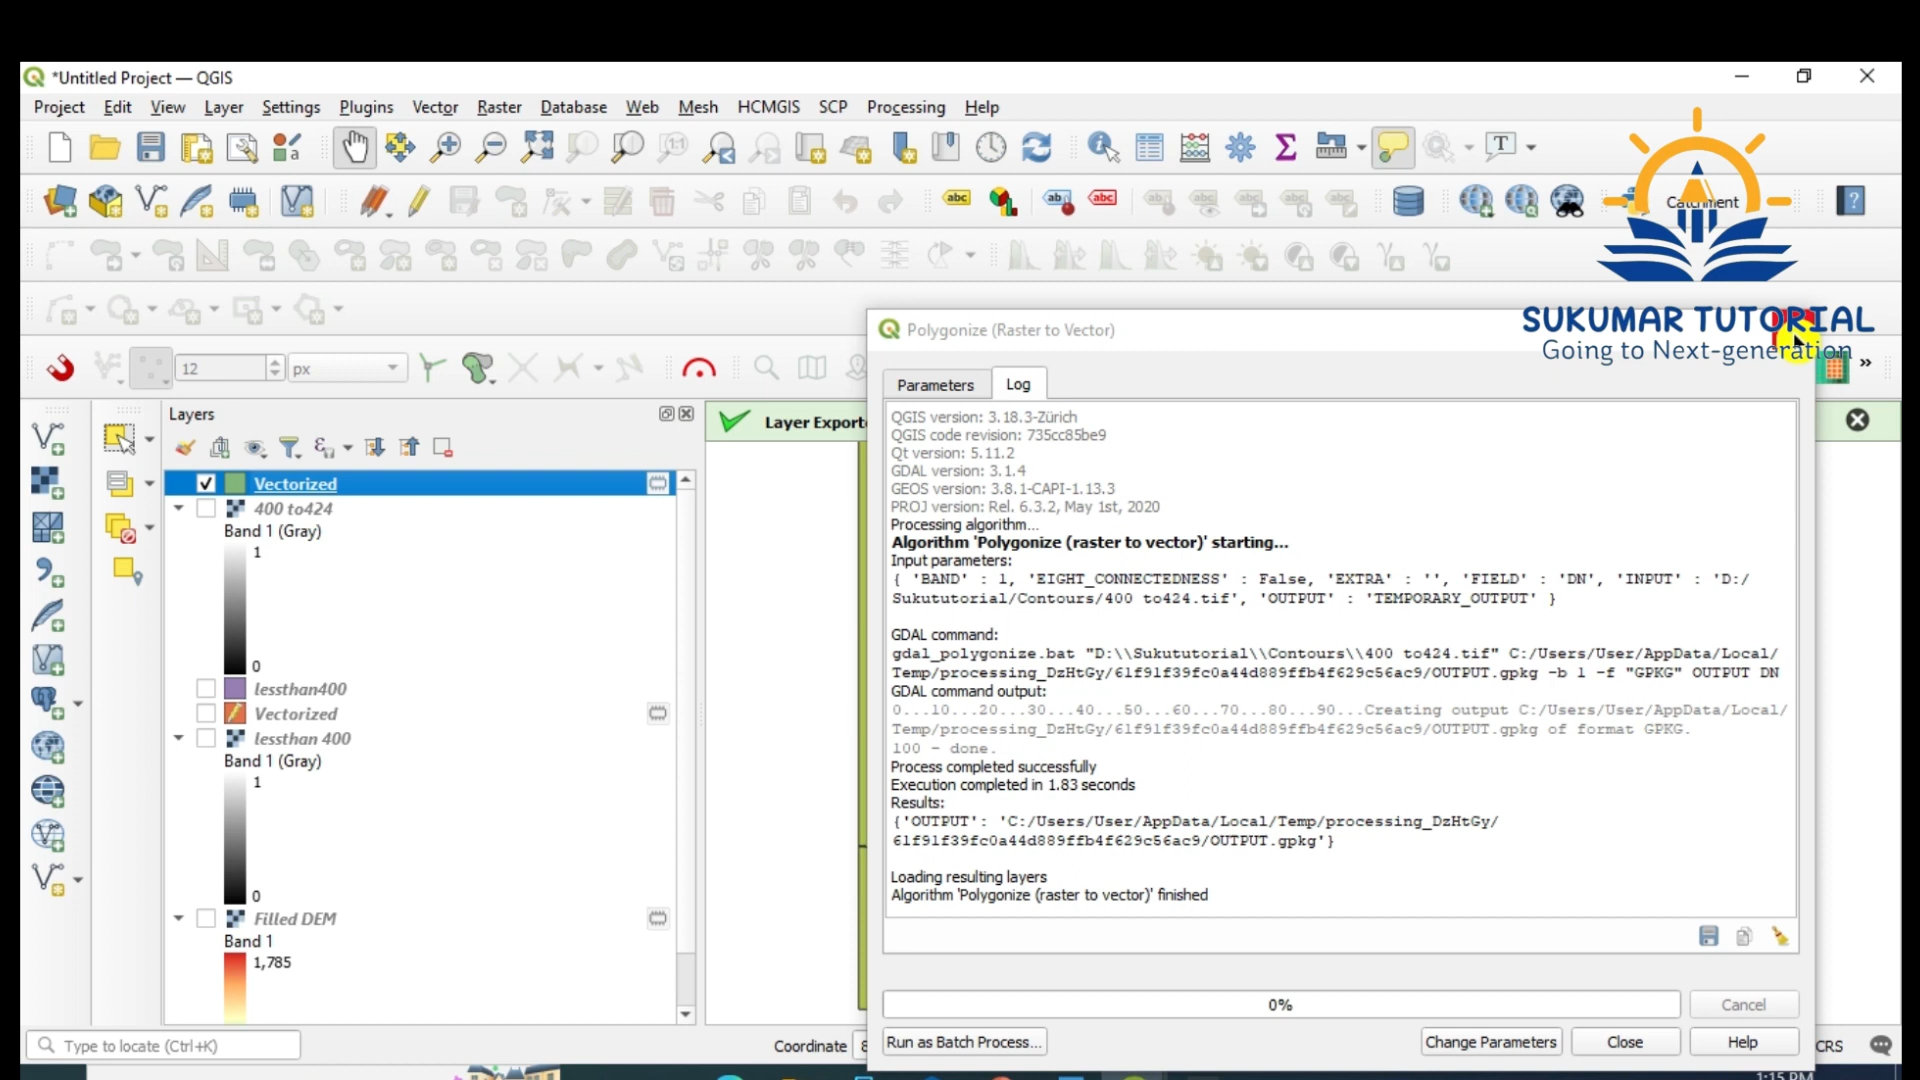 *Untitled Project — QGIS
Project Edit View Layer Settings Plugins Vector Raster Database Web Mesh HCMGIS SCP Processing Help
Catchment
SUKUMAR TUTORIAL
Going to Next-generation
Polygonize (Raster to Vector)
12 px
Parameters Log
Layers
Layer Export
QGIS version: 3.18.3-Zürich
QGIS code revision: 735cc85be9
Qt version: 5.11.2
GDAL version: 3.1.4
GEOS version: 3.8.1-CAPI-1.13.3
PROJ version: Rel. 6.3.2, May 1st, 2020
Processing algorithm…
Algorithm 'Polygonize (raster to vector)' starting…
Input parameters:
{ 'BAND' : 1, 'EIGHT_CONNECTEDNESS' : False, 'EXTRA' : '', 'FIELD' : 'DN', 'INPUT' : 'D:/
Sukututorial/Contours/400 to424.tif', 'OUTPUT' : 'TEMPORARY_OUTPUT' }
GDAL command:
gdal_polygonize.bat "D:\\Sukututorial\\Contours\\400 to424.tif" C:/Users/User/AppData/Local/
Temp/processing_DzHtGy/61f91f39fc0a44d889ffb4f629c56ac9/OUTPUT.gpkg -b 1 -f "GPKG" OUTPUT DN
GDAL command output:
0...10...20...30...40...50...60...70...80...90...Creating output C:/Users/User/AppData/Local/
Temp/processing_DzHtGy/61f91f39fc0a44d889ffb4f629c56ac9/OUTPUT.gpkg of format GPKG.
100 - done.
Process completed successfully
Execution completed in 1.83 seconds
Results:
{'OUTPUT': 'C:/Users/User/AppData/Local/Temp/processing_DzHtGy/
61f91f39fc0a44d889ffb4f629c56ac9/OUTPUT.gpkg'}
Loading resulting layers
Algorithm 'Polygonize (raster to vector)' finished
Vectorized
400 to424
Band 1 (Gray)
1
0
lessthan400
Vectorized
lessthan 400
Band 1 (Gray)
1
0
Filled DEM
Band 1
1,785
0%
Cancel
Run as Batch Process…
Change Parameters
Close
Help
Type to locate (Ctrl+K)
Coordinate
CRS
1:15 PM